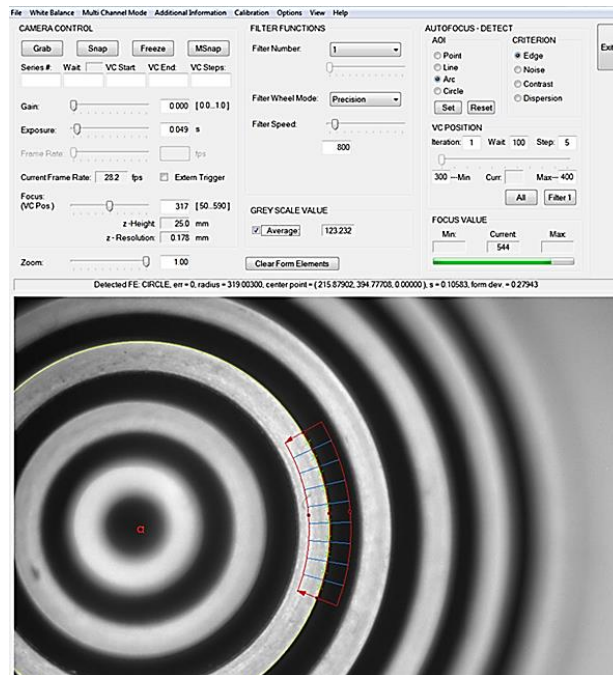 File White Balance Multi Channel Mode Additional Information Calibration Options View Help
CAMERA CONTROL
Grab Snap Freeze MSnap
Series #: Wait: VC Start: VC End: VC Steps:
Gain: 0.000 [0.0..1.0]
Exposure: 0.049 s
Frame Rate: fps
Current Frame Rate: 28.2 fps Extern Trigger
Focus: (VC Pos.) 317 [50..590]
z -Height: 25.0 mm
z - Resolution: 0.178 mm
Zoom: 1.00
FILTER FUNCTIONS
Filter Number: 1
Filter Wheel Mode: Precision
Filter Speed:
800
GREY SCALE VALUE
Average: 123.232
Clear Form Elements
AUTOFOCUS - DETECT
AOI
Point
Line
Arc
Circle
Set Reset
CRITERION
Edge
Noise
Contrast
Dispersion
VC POSITION
Iteration: 1 Wait: 100 Step: 5
300 ---Min Curr: Max--- 400
All Filter 1
FOCUS VALUE
Min: Current: Max:
544
Detected FE: CIRCLE, err = 0, radius = 319.00300, center point = ( 215.87902, 394.77708, 0.00000 ), s = 0.10583, form dev. = 0.27943